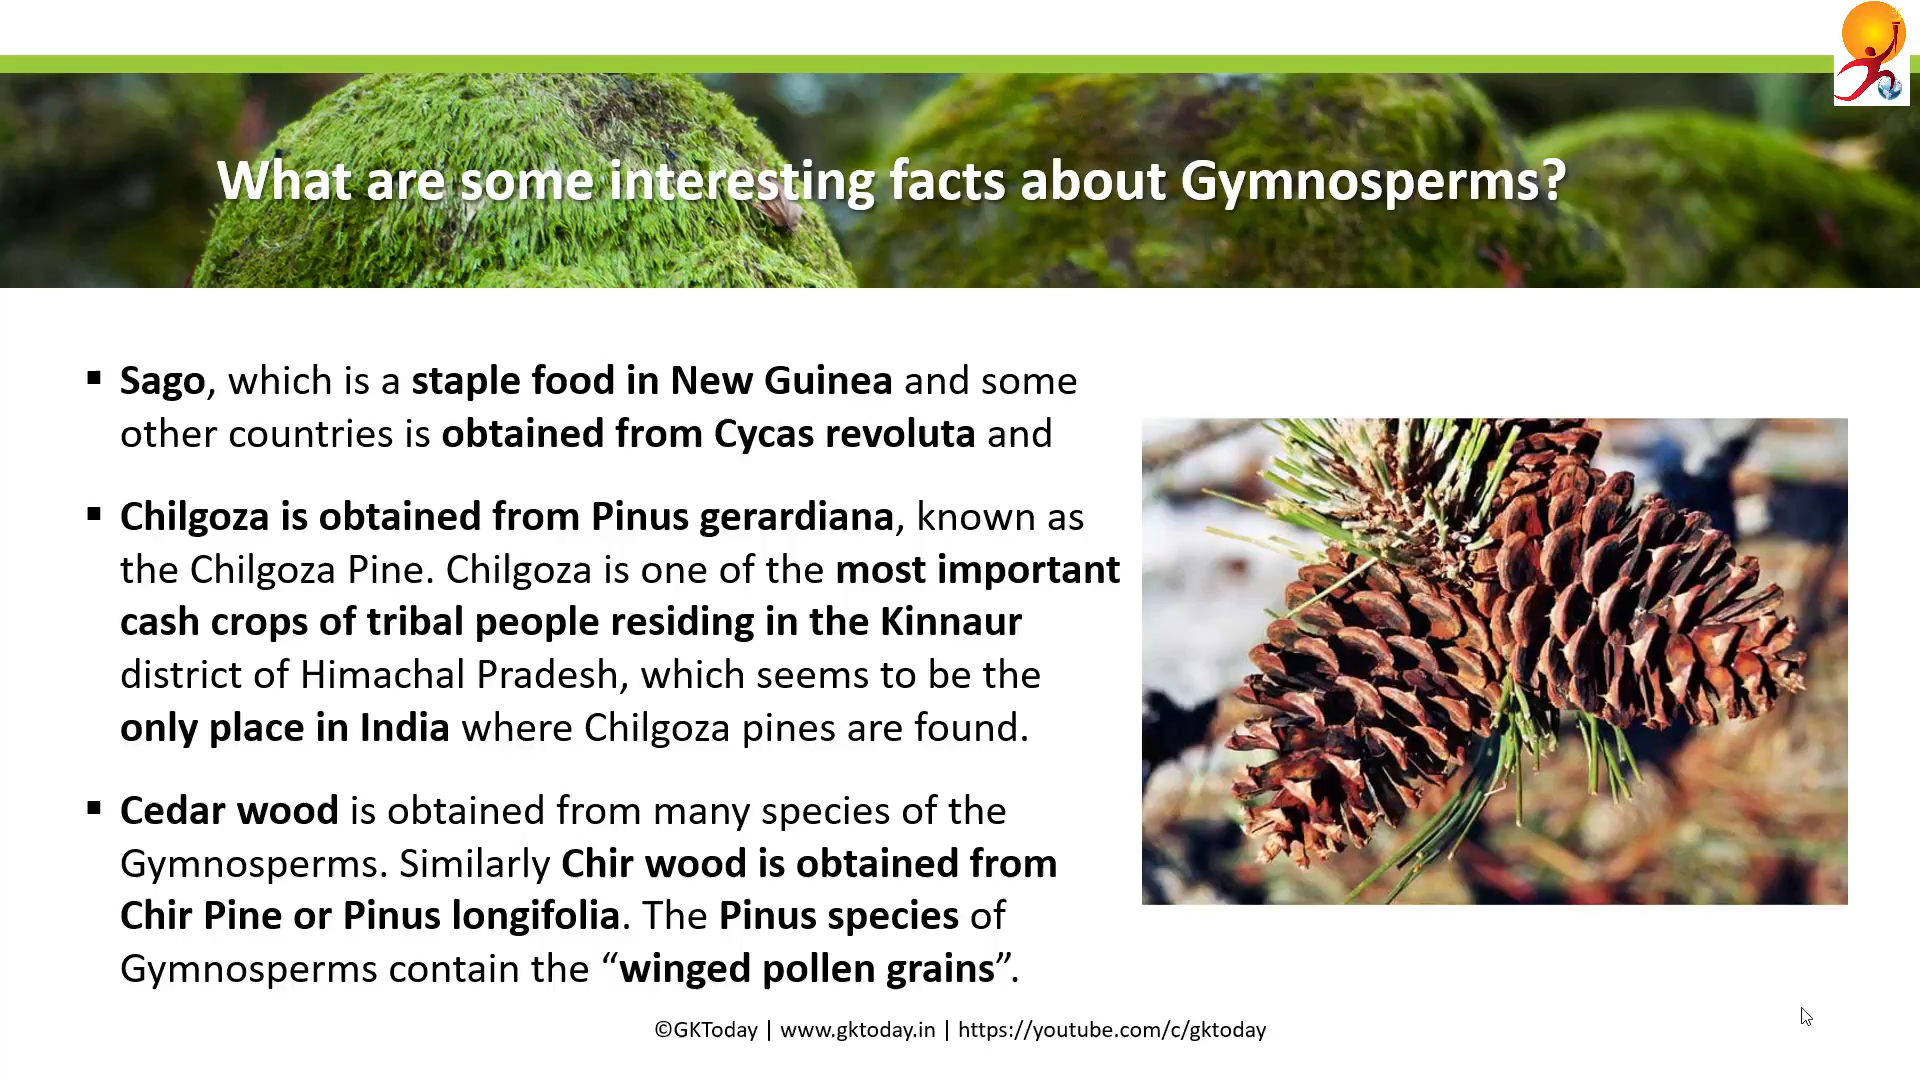 What are some interesting facts about Gymnosperms?
▪ Sago, which is a staple food in New Guinea and some
other countries is obtained from Cycas revoluta and
▪ Chilgoza is obtained from Pinus gerardiana, known as
the Chilgoza Pine. Chilgoza is one of the most important
cash crops of tribal people residing in the Kinnaur
district of Himachal Pradesh, which seems to be the
only place in India where Chilgoza pines are found.
▪ Cedar wood is obtained from many species of the
Gymnosperms. Similarly Chir wood is obtained from
Chir Pine or Pinus longifolia. The Pinus species of
Gymnosperms contain the “winged pollen grains”.
©GKToday | www.gktoday.in | https://youtube.com/c/gktoday